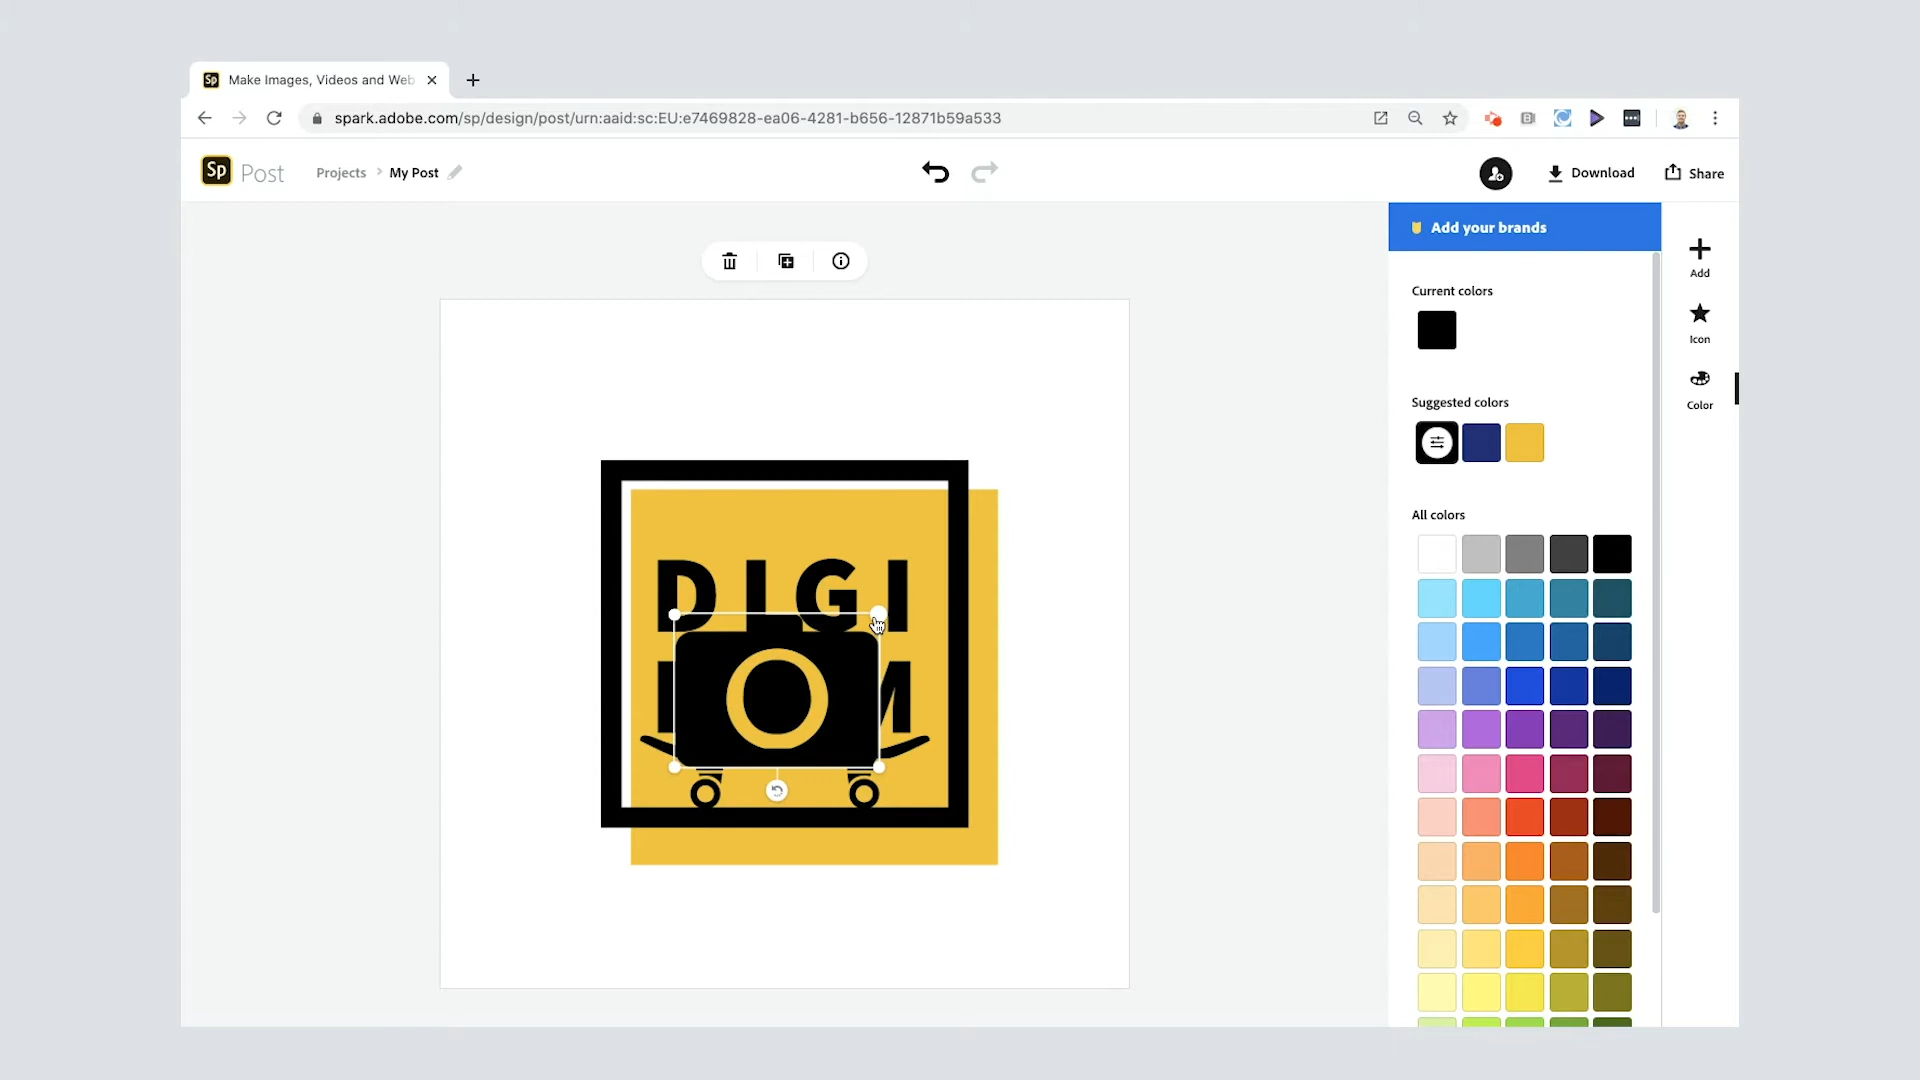 Sp Make Images, Videos and Web
spark.adobe.com/sp/design/post/urn:aaid:sc:EU:e7469828-ea06-4281-b656-12871b59a533
Sp Post Projects > My Post
Download Share
Add your brands
Add
Current colors
Icon
Suggested colors
Color
All colors
DIGI